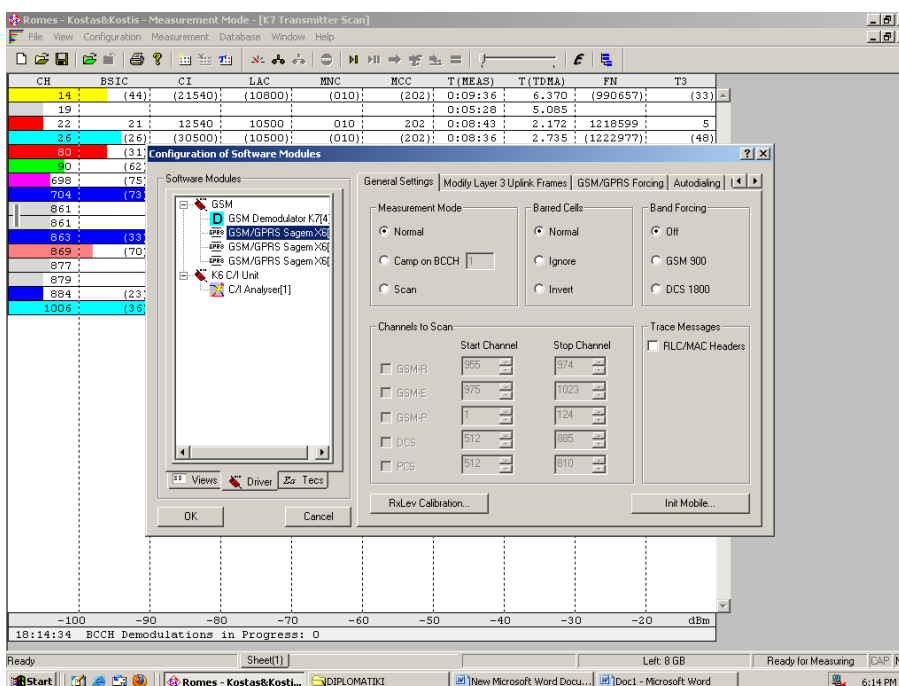 Romes - Kostas&Kostis - Measurement Mode - [K7 Transmitter Scan]
File View Configuration Measurement Database Window Help
CH BSIC CI LAC MNC MCC T(MEAS) T(TDMA) FN T3
14 (44) (21540) (10800) (010) (202) 0:09:36 6.370 (990657) (33)
19 0:05:28 5.085
22 21 12540 10500 010 202 0:08:43 2.172 1218599 5
26 (26) (30500) (10500) (010) (202) 0:08:36 2.735 (1222977) (48)
80 (31)
90 (62
698 (75
704 (73
861
861
863 (33
869 (70
877
879
884 (23
1006 (36
Configuration of Software Modules
Software Modules
GSM
GSM Demodulator K7[4]
GSM/GPRS Sagem X6[
GSM/GPRS Sagem X6[
GSM/GPRS Sagem X6[
K6 C/I Unit
C/I Analyser[1]
Views Driver Tecs
OK Cancel
General Settings Modify Layer 3 Uplink Frames GSM/GPRS Forcing Autodialing
Measurement Mode
Normal
Camp on BCCH 1
Scan
Barred Cells
Normal
Ignore
Invert
Band Forcing
Off
GSM 900
DCS 1800
Channels to Scan
Start Channel Stop Channel
GSM-R 955 974
GSM-E 975 1023
GSM-P 1 124
DCS 512 885
PCS 512 810
Trace Messages
RLC/MAC Headers
RxLev Calibration...
Init Mobile...
-100 -90 -80 -70 -60 -50 -40 -30 -20 dBm
18:14:34 BCCH Demodulations in Progress: 0
Ready Sheet(1) Left: 8 GB Ready for Measuring CAP N
Start Romes - Kostas&Kosti... DIPLOMATIKI New Microsoft Word Docu... Doc1 - Microsoft Word 6:14 PM